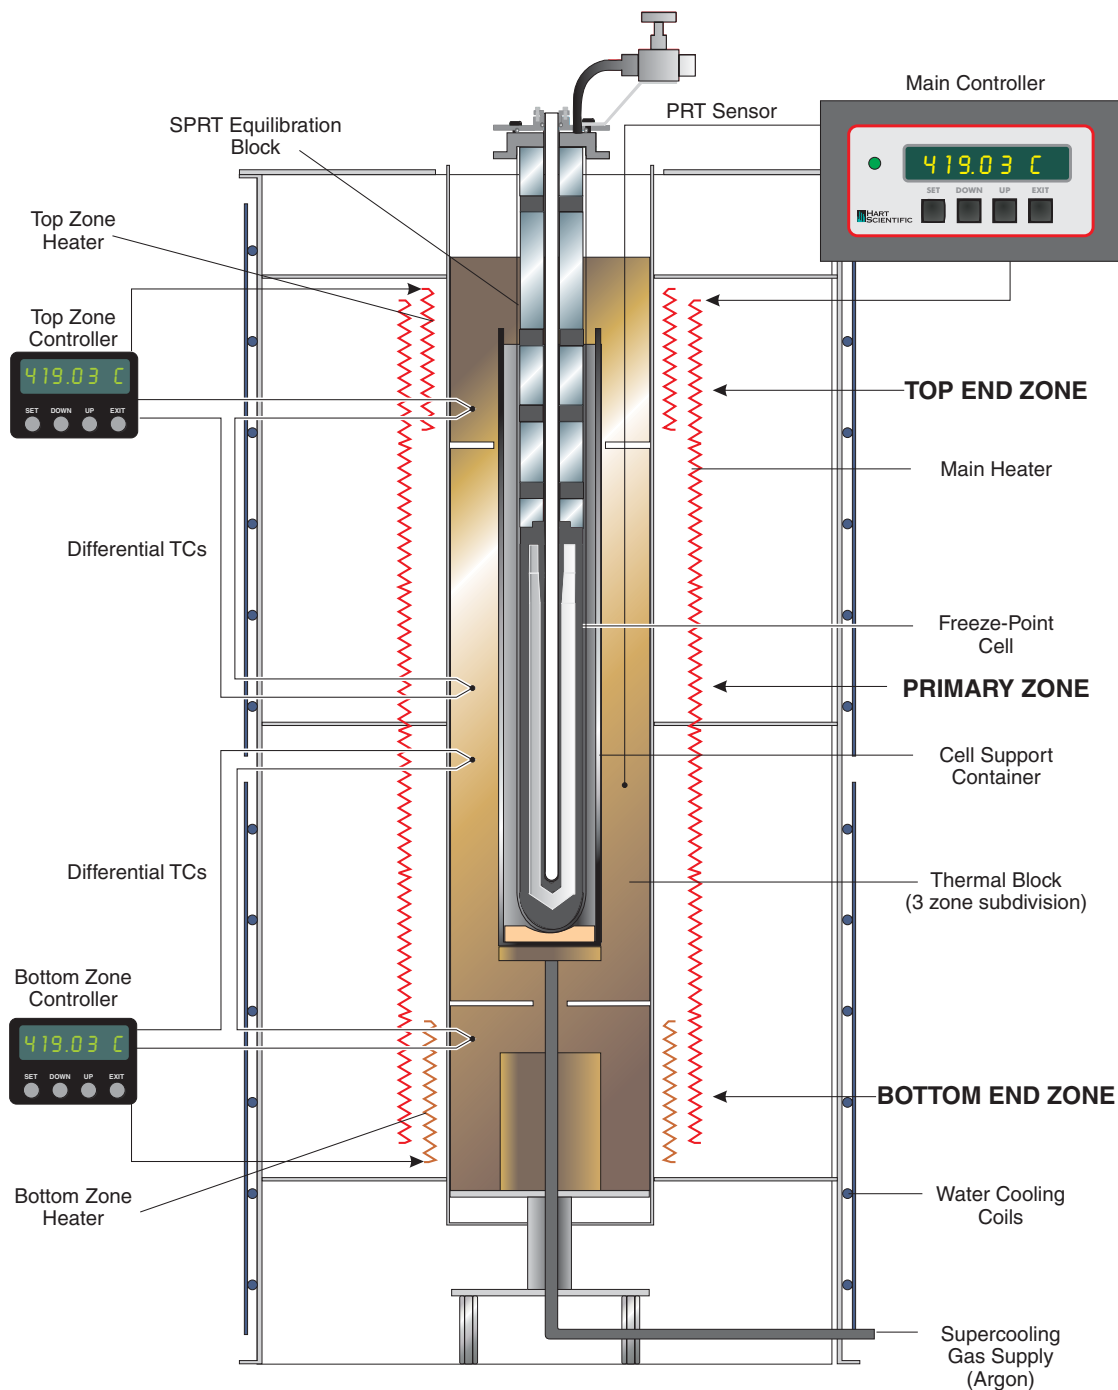 Main Controller
PRT Sensor
SPRT Equilibration
Block
419.03 C
SET DOWN UP EXIT
HART
SCIENTIFIC
Top Zone
Heater
Top Zone
Controller
419.03 C
SET DOWN UP EXIT
TOP END ZONE
Main Heater
Differential TCs
Freeze-Point
Cell
PRIMARY ZONE
Cell Support
Container
Differential TCs
Thermal Block
(3 zone subdivision)
Bottom Zone
Controller
419.03 C
SET DOWN UP EXIT
BOTTOM END ZONE
Bottom Zone
Heater
Water Cooling
Coils
Supercooling
Gas Supply
(Argon)